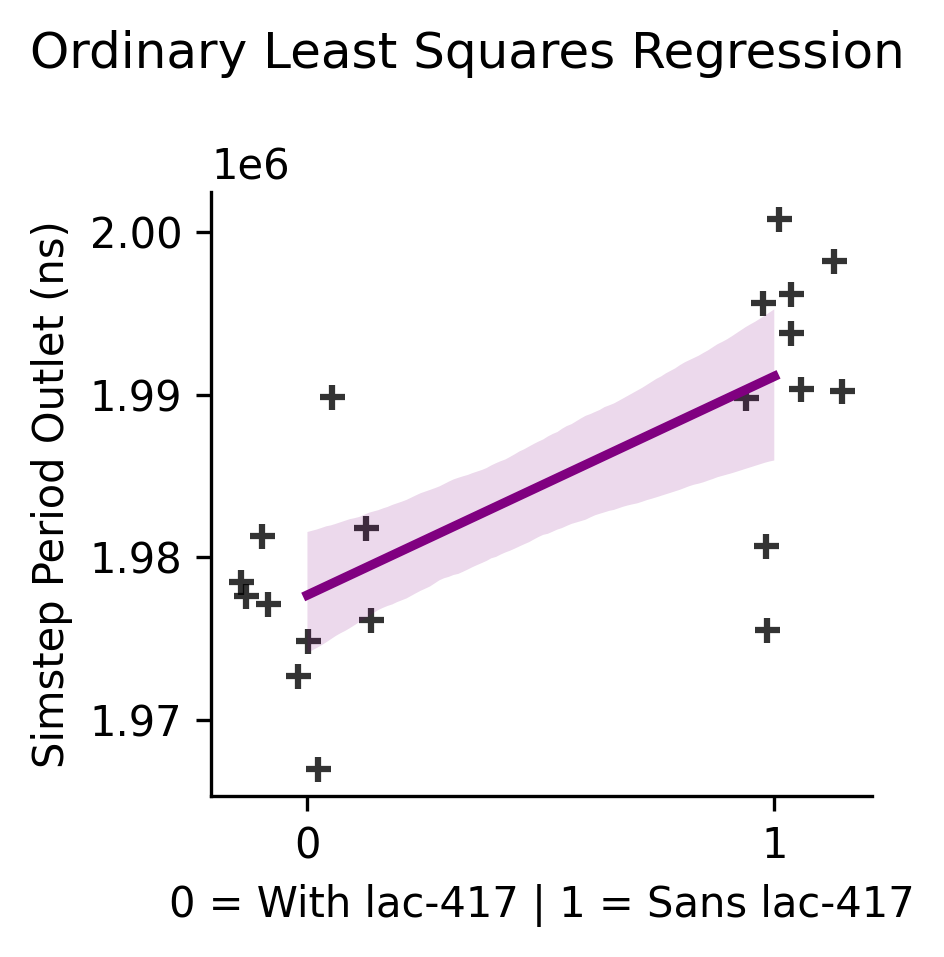 Ordinary Least Squares Regression
1e6
Simstep Period Outlet (ns)
2.00
1.99
1.98
1.97
0
1
0 = With lac-417 | 1 = Sans lac-417